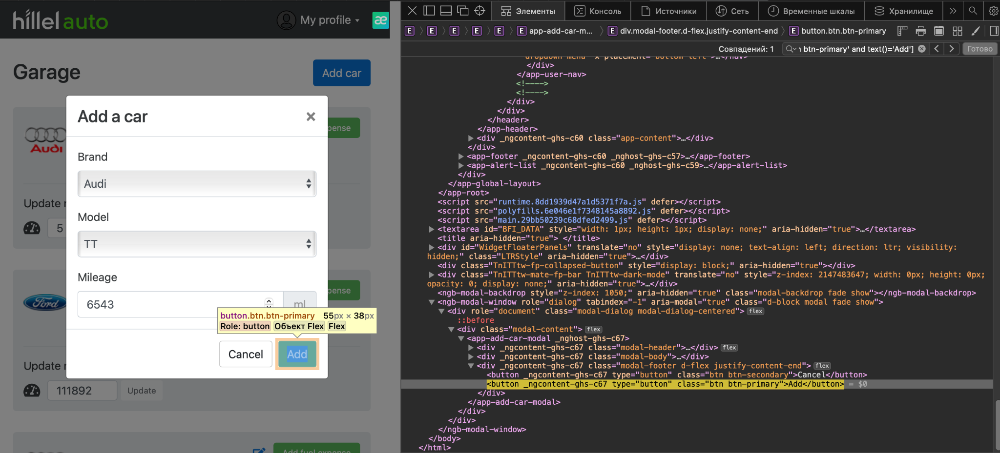 hillel auto
My profile
æ
Garage
Add car
Add a car
×
pense
Audi
Brand
Audi
Model
TT
Mileage
6543
ml
Update
5
Ford
pense
button.btn.btn-primary 55px × 38px
Role: button Объект Flex Flex
Cancel
Add
Update
111892
Update
Элементы
Консоль
Источники
Сеть
Временные шкалы
Хранилище
E
E
E
E
E
E app-add-car-m...
E div.modal-footer.d-flex.justify-content-end
E button.btn.btn-primary
Совпадений: 1
btn-primary' and text()='Add']
Готово
</div>
</app-user-nav>
<!---->
<!---->
</div>
</div>
</header>
</app-header>
<div _ngcontent-ghs-c60 class="app-content">…</div>
</div>
<app-footer _ngcontent-ghs-c60 _nghost-ghs-c57>…</app-footer>
<app-alert-list _ngcontent-ghs-c60 _nghost-ghs-c59>…</app-alert-list>
</div>
</app-global-layout>
</app-root>
<script src="runtime.8dd1939d47a1d5371f7a.js" defer></script>
<script src="polyfills.6e046e1f7348145a8892.js" defer></script>
<script src="main.29bb50239c68dfed2499.js" defer></script>
<textarea id="BFI_DATA" style="width: 1px; height: 1px; display: none;" aria-hidden="true">…</textarea>
<title aria-hidden="true"> </title>
<div id="WidgetFloaterPanels" translate="no" style="display: none; text-align: left; direction: ltr; visibility:
hidden;" class="LTRStyle" aria-hidden="true">…</div>
<div class="TnITTtw-fp-collapsed-button" style="display: block;" aria-hidden="true"></div>
<div class="TnITTtw-mate-fp-bar TnITTtw-dark-mode" translate="no" style="z-index: 2147483647; width: 0px; height: 0px;
opacity: 0; display: none;" aria-hidden="true">…</div>
<ngb-modal-backdrop style="z-index: 1050;" aria-hidden="true" class="modal-backdrop fade show"></ngb-modal-backdrop>
<ngb-modal-window role="dialog" tabindex="-1" aria-modal="true" class="d-block modal fade show">
<div role="document" class="modal-dialog modal-dialog-centered"> flex
::before
<div class="modal-content"> flex
<app-add-car-modal _nghost-ghs-c67>
<div _ngcontent-ghs-c67 class="modal-header">…</div> flex
<div _ngcontent-ghs-c67 class="modal-body">…</div>
<div _ngcontent-ghs-c67 class="modal-footer d-flex justify-content-end"> flex
<button _ngcontent-ghs-c67 type="button" class="btn btn-secondary">Cancel</button>
<button _ngcontent-ghs-c67 type="button" class="btn btn-primary">Add</button> = $0
</div>
</app-add-car-modal>
</div>
</div>
</ngb-modal-window>
</body>
</html>